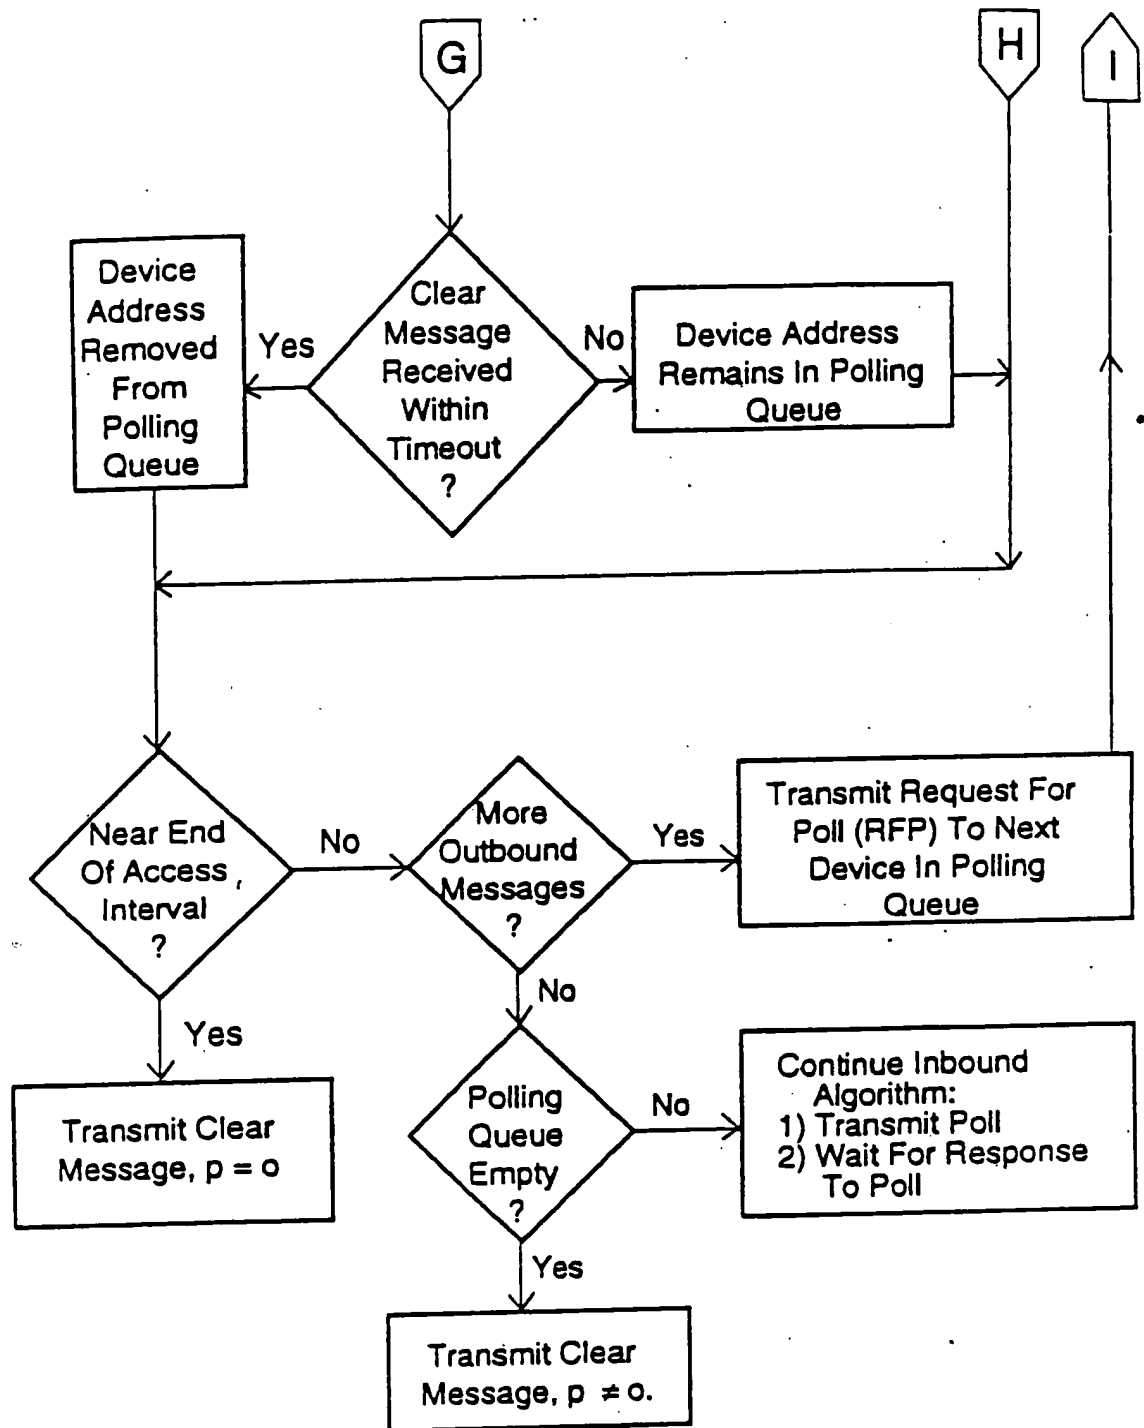 G
H
I
Device
Address
Removed
From
Polling
Queue
Yes
Clear
Message
Received
Within
Timeout
?
No
Device Address
Remains In Polling
Queue
Near End
Of Access
Interval
?
No
More
Outbound
Messages
?
Yes
Transmit Request For
Poll (RFP) To Next
Device In Polling
Queue
Yes
No
Transmit Clear
Message, p = o
Polling
Queue
Empty
?
No
Continue Inbound
Algorithm:
1) Transmit Poll
2) Wait For Response
To Poll
Yes
Transmit Clear
Message, p ≠ o.